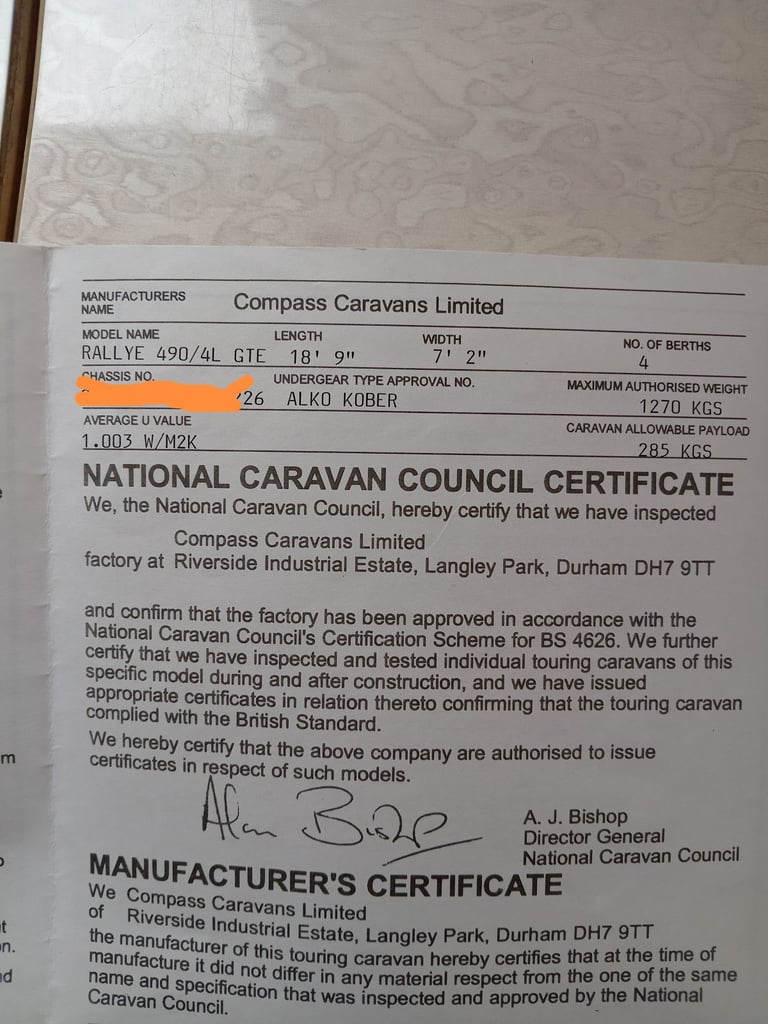 MANUFACTURERS NAME Compass Caravans Limited
MODEL NAME LENGTH WIDTH NO. OF BERTHS
RALLYE 490/4L GTE 18' 9" 7' 2" 4
CHASSIS NO. UNDERGEAR TYPE APPROVAL NO. MAXIMUM AUTHORISED WEIGHT
26 ALKO KOBER 1270 KGS
AVERAGE U VALUE CARAVAN ALLOWABLE PAYLOAD
1.003 W/M2K 285 KGS
NATIONAL CARAVAN COUNCIL CERTIFICATE
We, the National Caravan Council, hereby certify that we have inspected
Compass Caravans Limited
factory at Riverside Industrial Estate, Langley Park, Durham DH7 9TT
and confirm that the factory has been approved in accordance with the
National Caravan Council's Certification Scheme for BS 4626. We further
certify that we have inspected and tested individual touring caravans of this
specific model during and after construction, and we have issued
appropriate certificates in relation thereto confirming that the touring caravan
complied with the British Standard.
We hereby certify that the above company are authorised to issue
certificates in respect of such models.
Alan Bishop
A. J. Bishop
Director General
National Caravan Council
MANUFACTURER'S CERTIFICATE
We Compass Caravans Limited
of Riverside Industrial Estate, Langley Park, Durham DH7 9TT
the manufacturer of this touring caravan hereby certifies that at the time of
manufacture it did not differ in any material respect from the one of the same
name and specification that was inspected and approved by the National
Caravan Council.